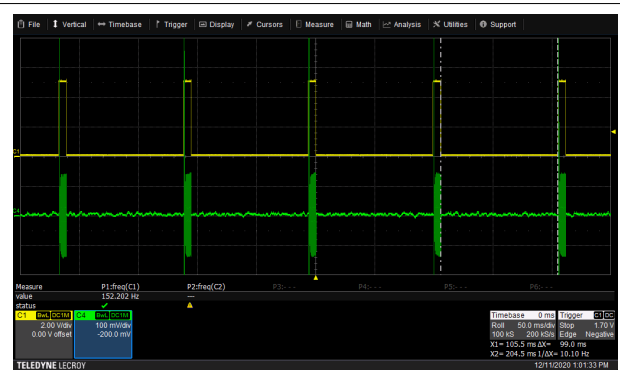 File Vertical Timebase Trigger Display Cursors Measure Math Analysis Utilities Support
C1
C4
Measure P1:freq(C1) P2:freq(C2) P3:- - - P4:- - - P5:- - - P6:- - -
value 152.202 Hz ---
status
C1 BwL DC1M C4 BwL DC1M Timebase 0 ms Trigger C1 DC
2.00 V/div 100 mV/div Roll 50.0 ms/div Stop 1.70 V
0.00 V offset -200.0 mV 100 kS 200 kS/s Edge Negative
X1= 105.5 ms ΔX= 99.0 ms
X2= 204.5 ms 1/ΔX= 10.10 Hz
TELEDYNE LECROY 12/11/2020 1:01:33 PM